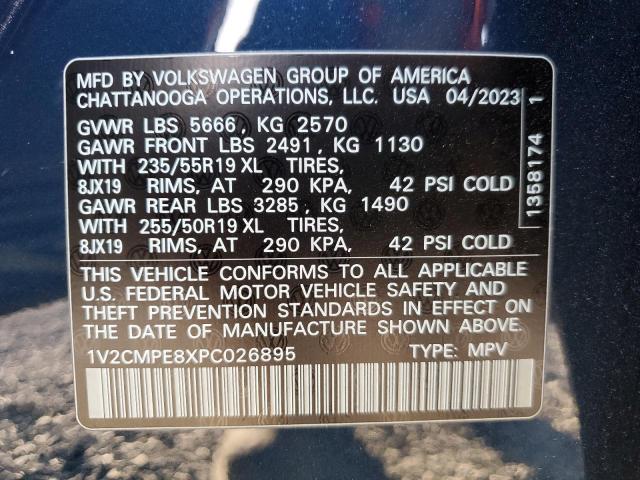 MFD BY VOLKSWAGEN GROUP OF AMERICA
CHATTANOOGA OPERATIONS, LLC. USA 04/2023
GVWR LBS 5666, KG 2570
GAWR FRONT LBS 2491, KG 1130
WITH 235/55R19 XL TIRES,
8JX19 RIMS, AT 290 KPA, 42 PSI COLD
GAWR REAR LBS 3285, KG 1490
WITH 255/50R19 XL TIRES,
8JX19 RIMS, AT 290 KPA, 42 PSI COLD
THIS VEHICLE CONFORMS TO ALL APPLICABLE
U.S. FEDERAL MOTOR VEHICLE SAFETY AND
THEFT PREVENTION STANDARDS IN EFFECT ON
THE DATE OF MANUFACTURE SHOWN ABOVE.
1V2CMPE8XPC026895 TYPE: MPV
1358174 1